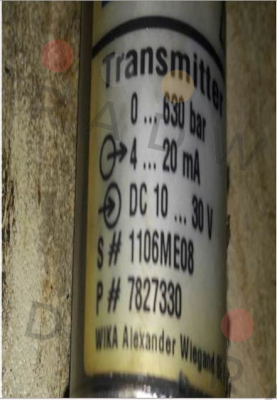 Transmitter
0 ... 630 bar
4 ... 20 mA
DC 10 ... 30 V
S # 1106ME08
P # 7827330
WIKA Alexander Wiegand